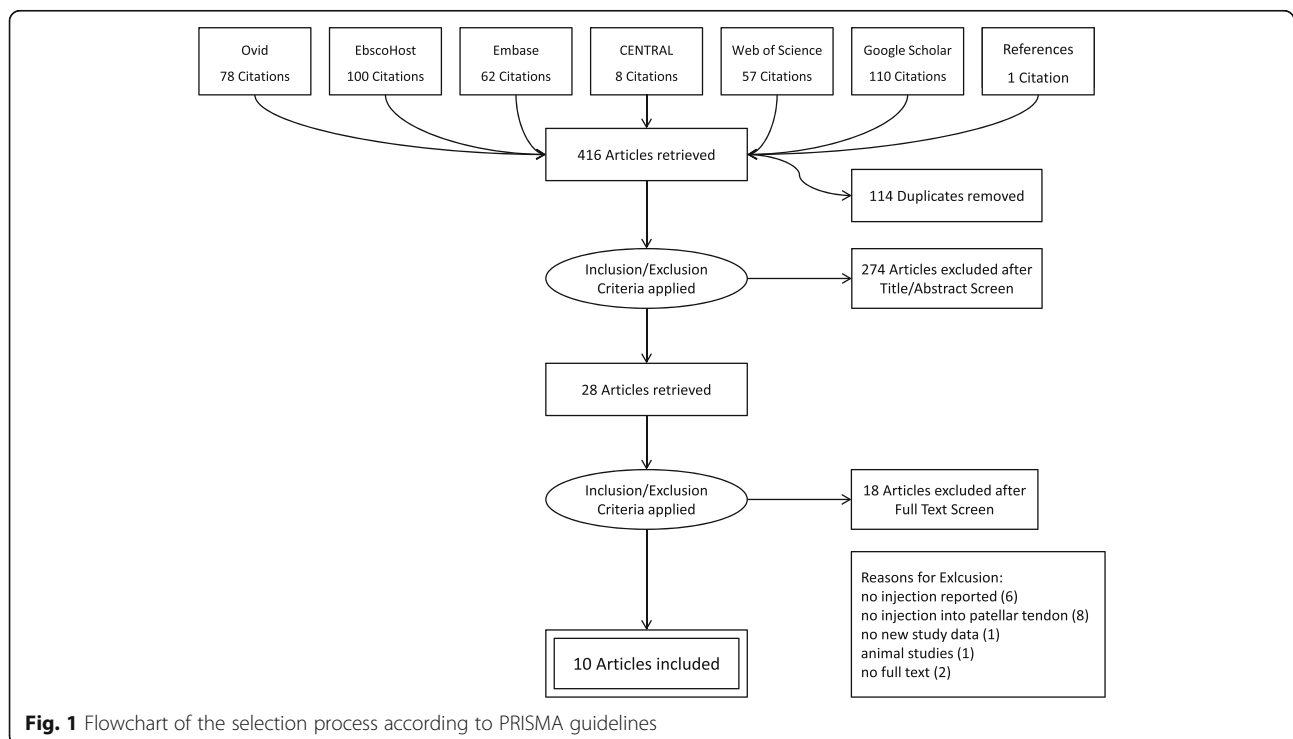 Ovid
78 Citations
EbscoHost
100 Citations
Embase
62 Citations
CENTRAL
8 Citations
Web of Science
57 Citations
Google Scholar
110 Citations
References
1 Citation
416 Articles retrieved
114 Duplicates removed
Inclusion/Exclusion
Criteria applied
274 Articles excluded after
Title/Abstract Screen
28 Articles retrieved
Inclusion/Exclusion
Criteria applied
18 Articles excluded after
Full Text Screen
Reasons for Exlcusion:
no injection reported (6)
no injection into patellar tendon (8)
no new study data (1)
animal studies (1)
no full text (2)
10 Articles included
Fig. 1 Flowchart of the selection process according to PRISMA guidelines